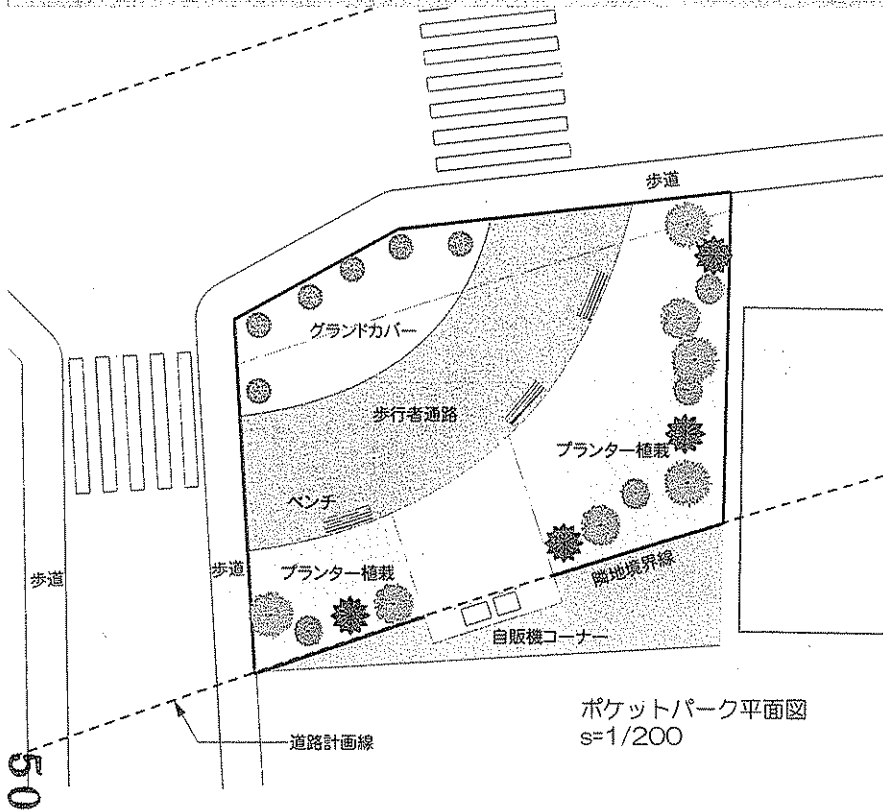 歩道
グランドカバー
歩行者通路
プランター植栽
ベンチ
歩道
歩道
プランター植栽
隣地境界線
自販機コーナー
道路計画線
ポケットパーク平面図
s=1/200
50